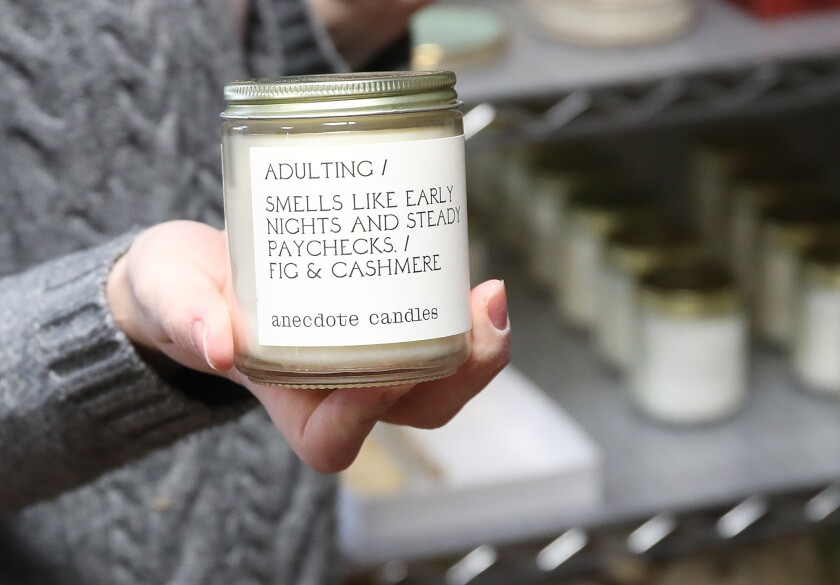 ADULTING /
SMELLS LIKE EARLY
NIGHTS AND STEADY
PAYCHECKS. /
FIG & CASHMERE
anecdote candles